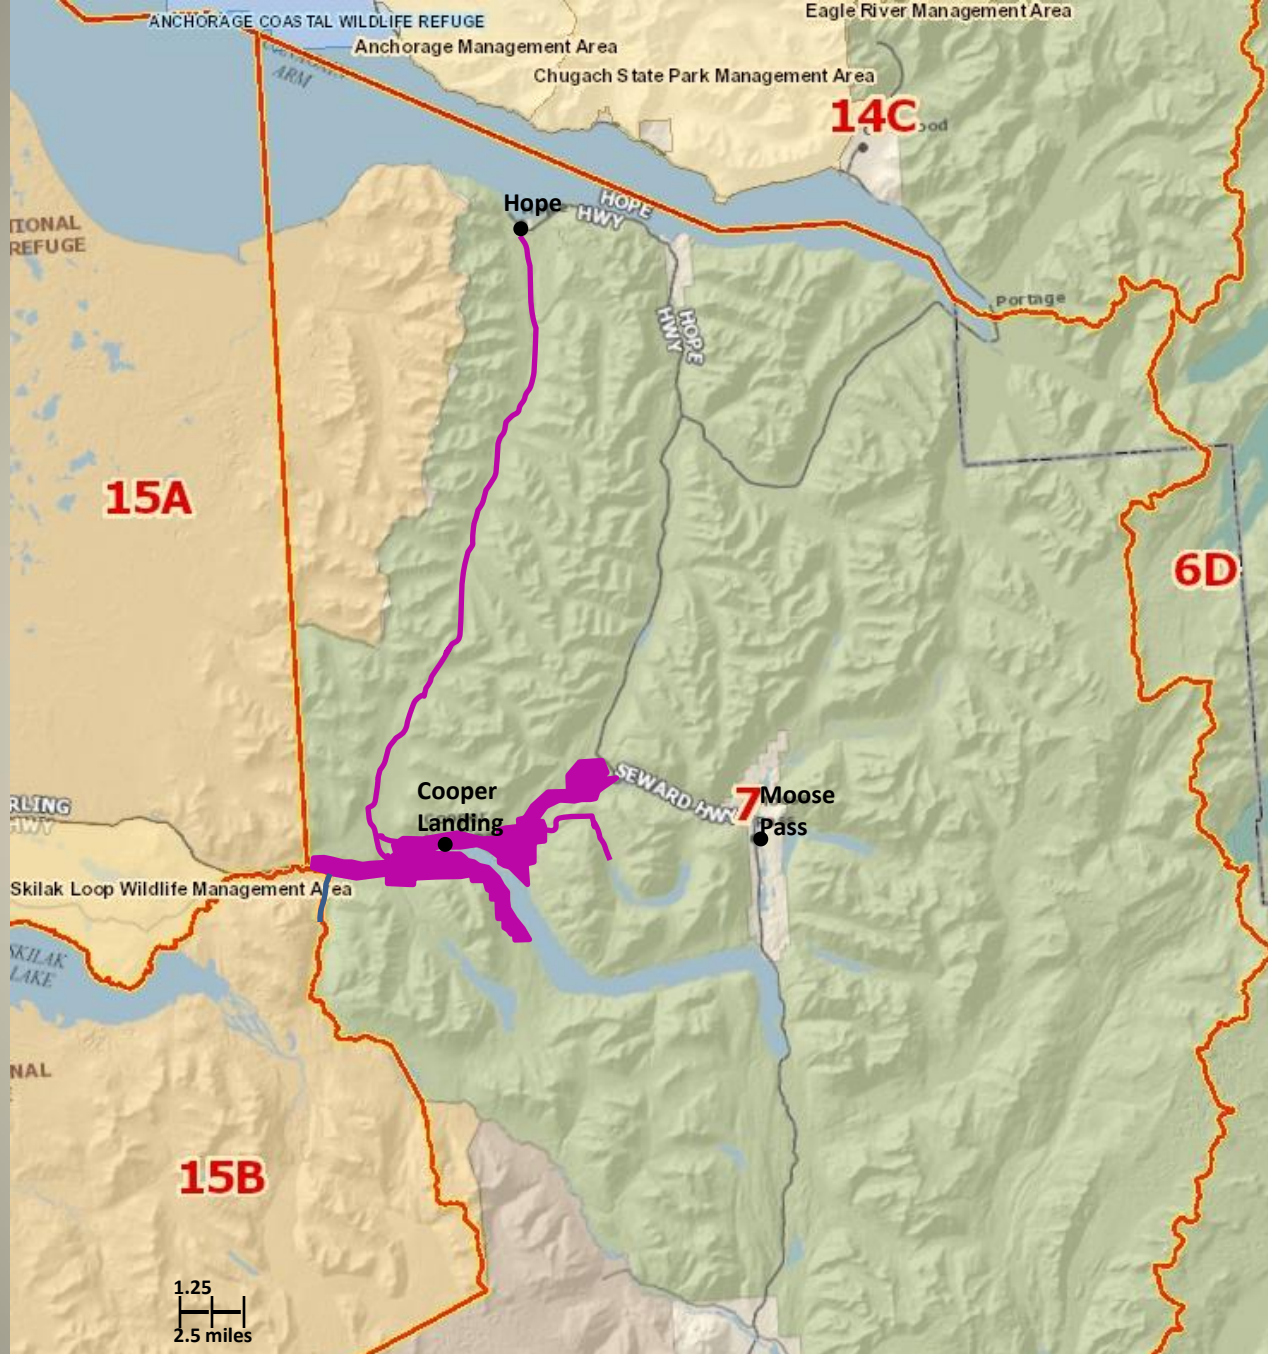 Eagle River Management Area
ANCHORAGE COASTAL WILDLIFE REFUGE
Anchorage Management Area
ARM
Chugach State Park Management Area
14C
Hope
HOPE
HWY
TIONAL
REFUGE
Portage
HOPE
HWY
15A
6D
SEWARD HWY
Cooper
Landing
7
Moose
Pass
RLING
HWY
Skilak Loop Wildlife Management Area
SKILAK
LAKE
NAL
15B
1.25
2.5 miles